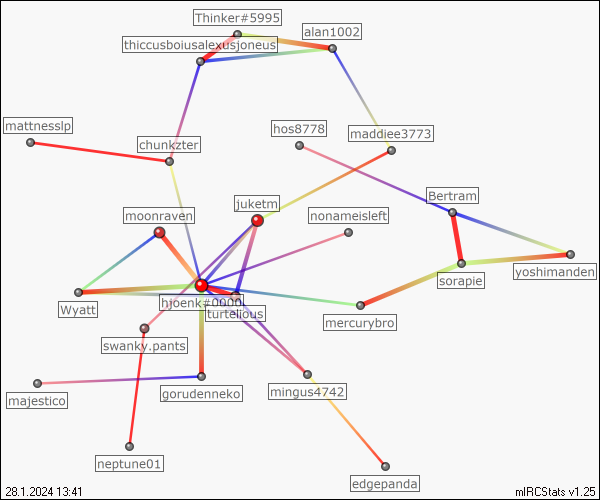 Thinker#5995
alan1002
thiccusboiusalexusjoneus
mattnesslp
hos8778
maddiee3773
chunkzter
Bertram
juketm
moonraven
nonameisleft
yoshimanden
sorapie
hjoenk#0000
Wyatt
turtelious
mercurybro
swanky.pants
mingus4742
gorudenneko
majestico
neptune01
edgepanda
28.1.2024 13:41
mIRCStats v1.25